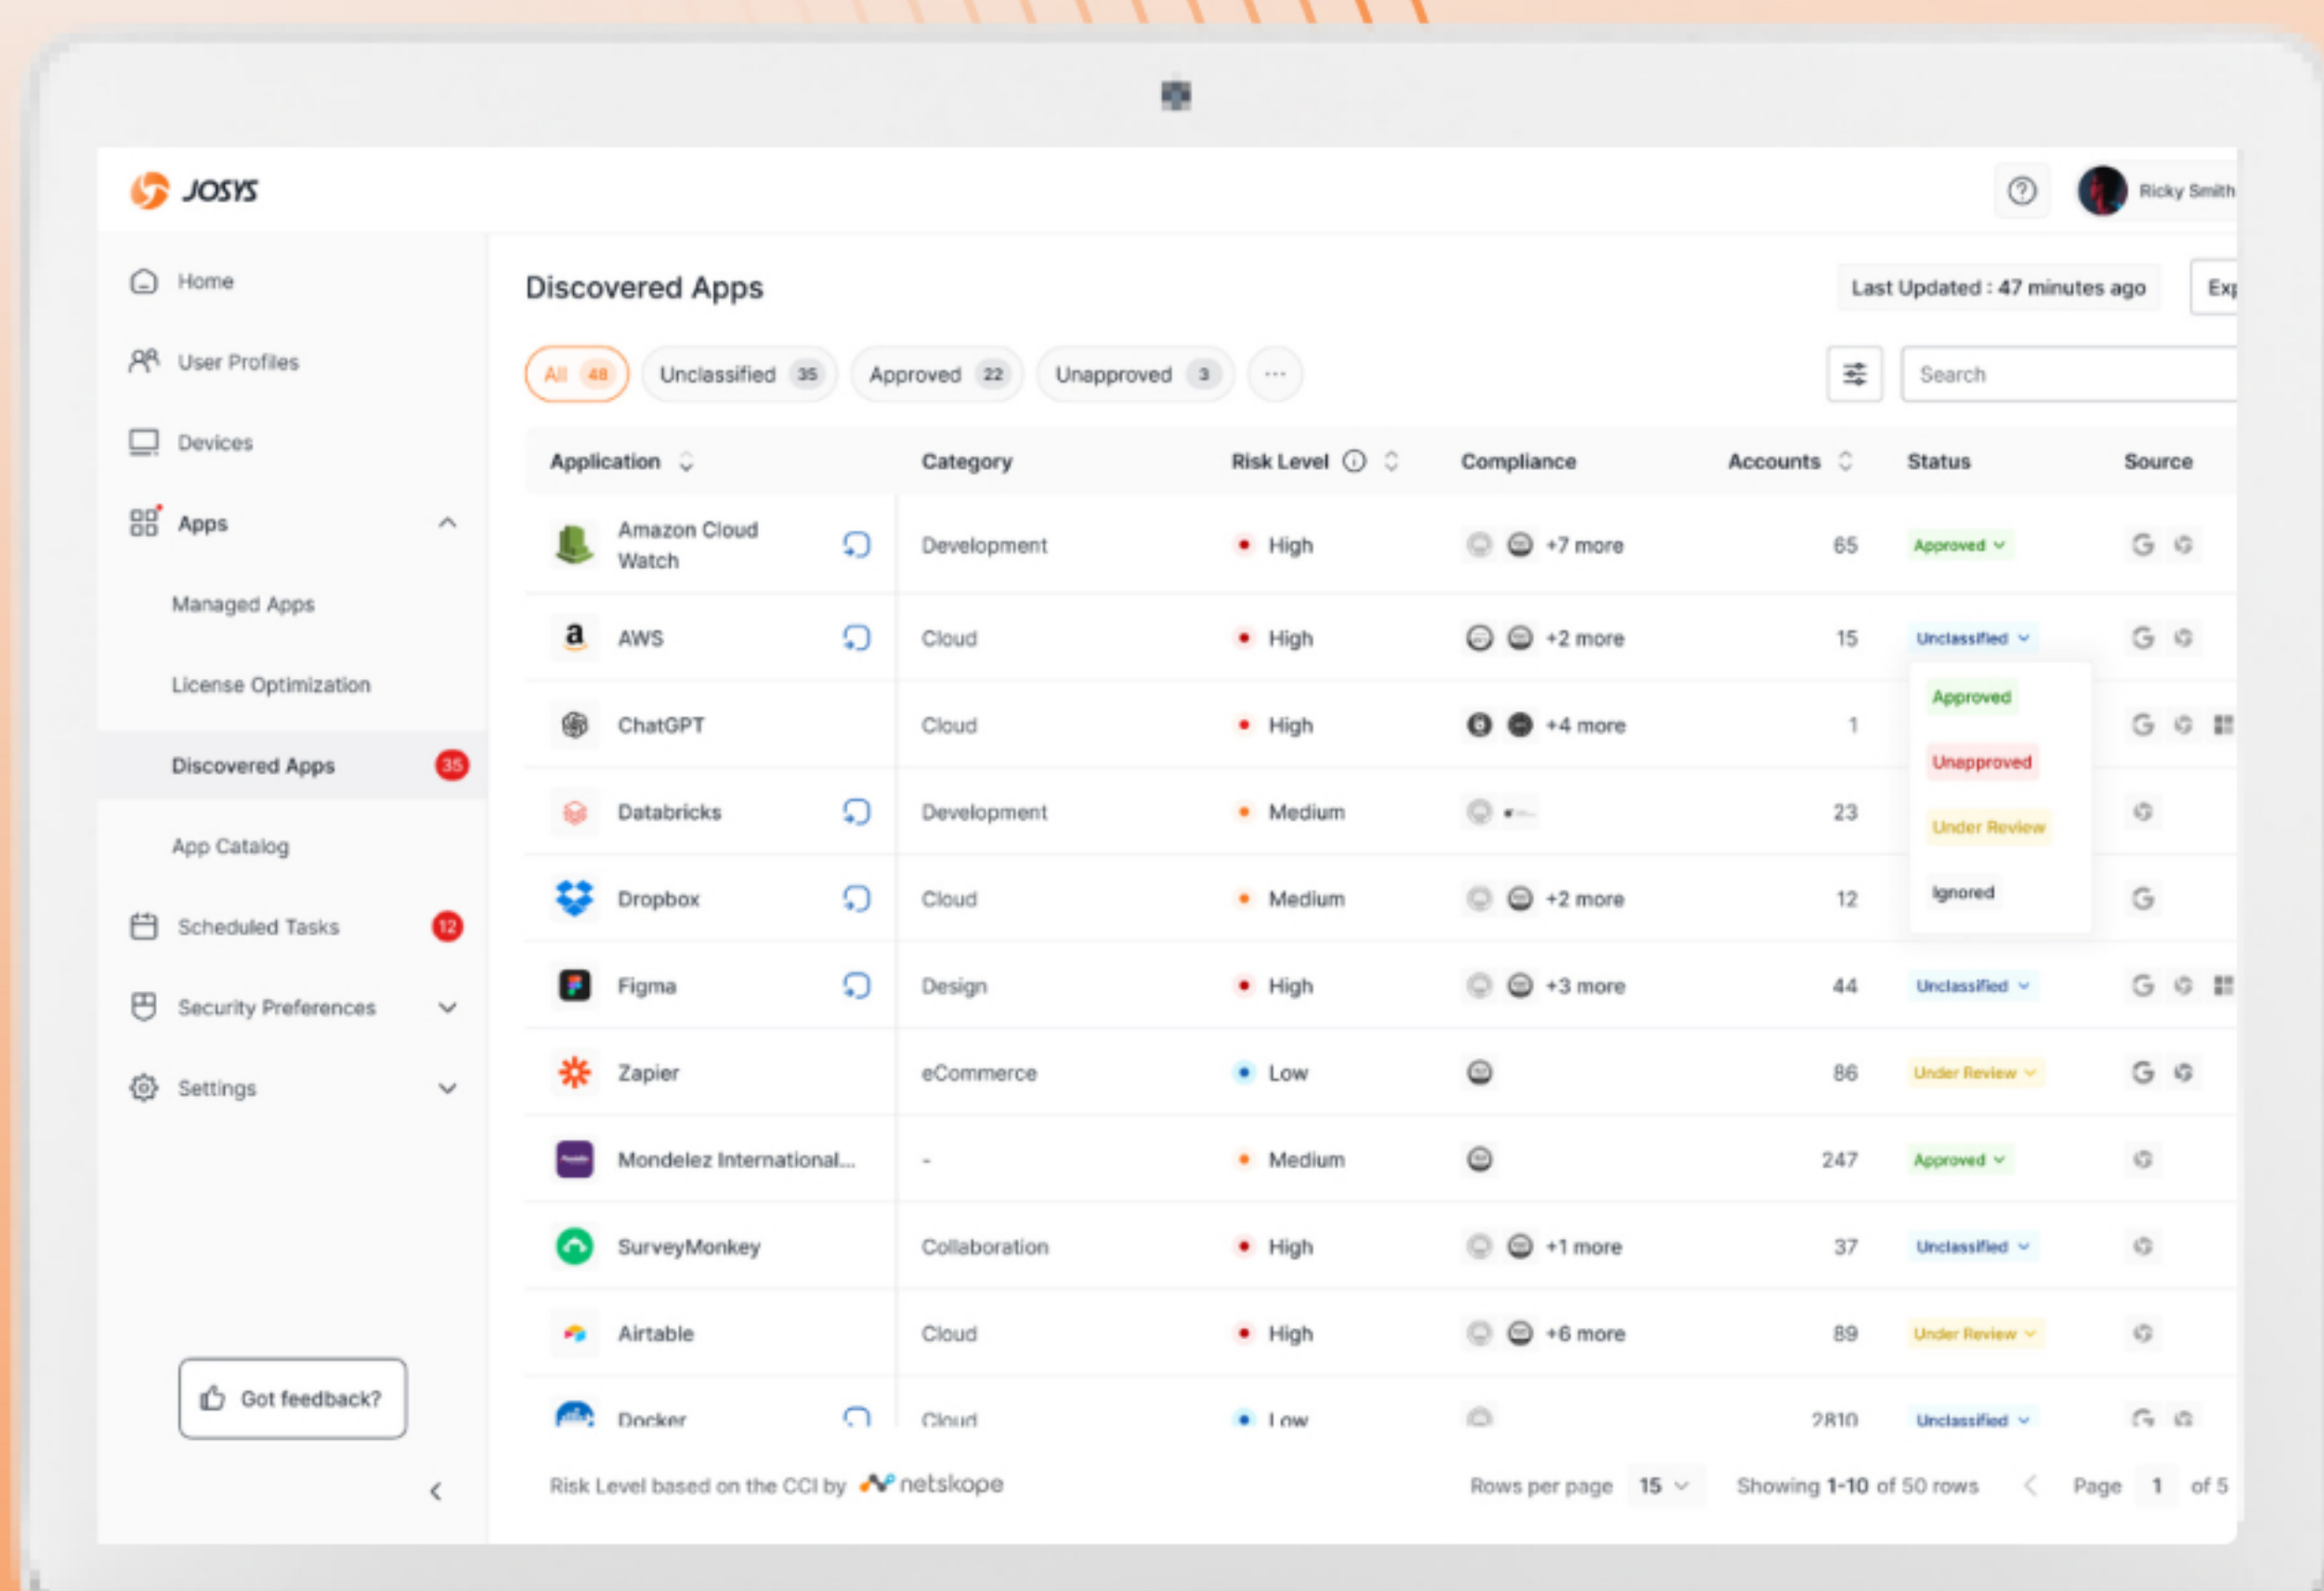 JOSYS
Ricky Smith
Home
User Profiles
Devices
Apps
Managed Apps
License Optimization
Discovered Apps 35
App Catalog
Scheduled Tasks 12
Security Preferences
Settings
Got feedback?
Discovered Apps
Last Updated : 47 minutes ago
Exp
All 48 Unclassified 35 Approved 22 Unapproved 3 ...
Search
Application Category Risk Level Compliance Accounts Status Source
Amazon Cloud
Watch Development High +7 more 65 Approved
AWS Cloud High +2 more 15 Unclassified
ChatGPT Cloud High +4 more 1
Databricks Development Medium 23
Dropbox Cloud Medium +2 more 12
Approved
Unapproved
Under Review
Ignored
Figma Design High +3 more 44 Unclassified
Zapier eCommerce Low 86 Under Review
Mondelez International... - Medium 247 Approved
SurveyMonkey Collaboration High +1 more 37 Unclassified
Airtable Cloud High +6 more 89 Under Review
Docker Cloud Low 2810 Unclassified
Risk Level based on the CCI by netskope
Rows per page 15 Showing 1-10 of 50 rows Page 1 of 5